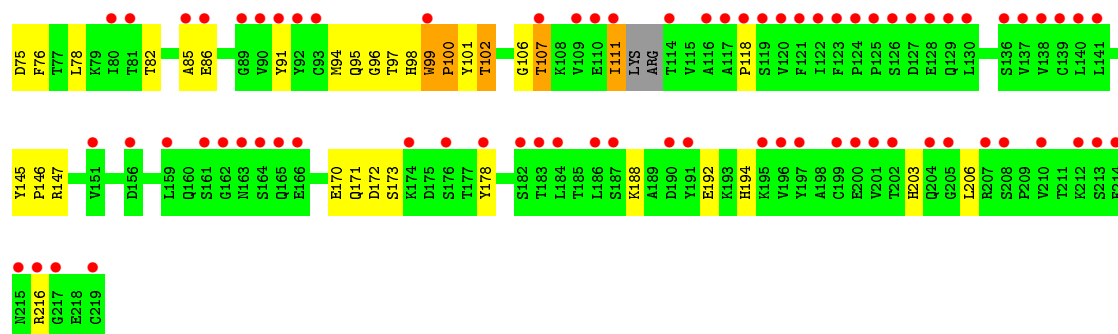 D75 F76 T77 L78 K79 I80 T81 T82 A85 E86 G89 V90 Y91 Y92 C93 M94 Q95 G96 T97 H98 W99 P100 Y101 T102 G106 T107 K108 V109 E110 I111 LYS ARG T114 V115 A116 A117 P118 S119 V120 F121 I122 F123 P124 P125 S126 D127 E128 Q129 L130 S136 V137 V138 C139 L140 L141
Y145 P146 R147 V151 D156 L159 Q160 S161 G162 N163 S164 Q165 E166 E170 Q171 D172 S173 K174 D175 S176 T177 Y178 S182 T183 L184 T185 L186 S187 K188 A189 D190 Y191 E192 K193 H194 K195 V196 Y197 A198 C199 E200 V201 T202 H203 Q204 G205 L206 R207 S208 P209 V210 T211 K212 S213 F214
N215 R216 G217 E218 C219